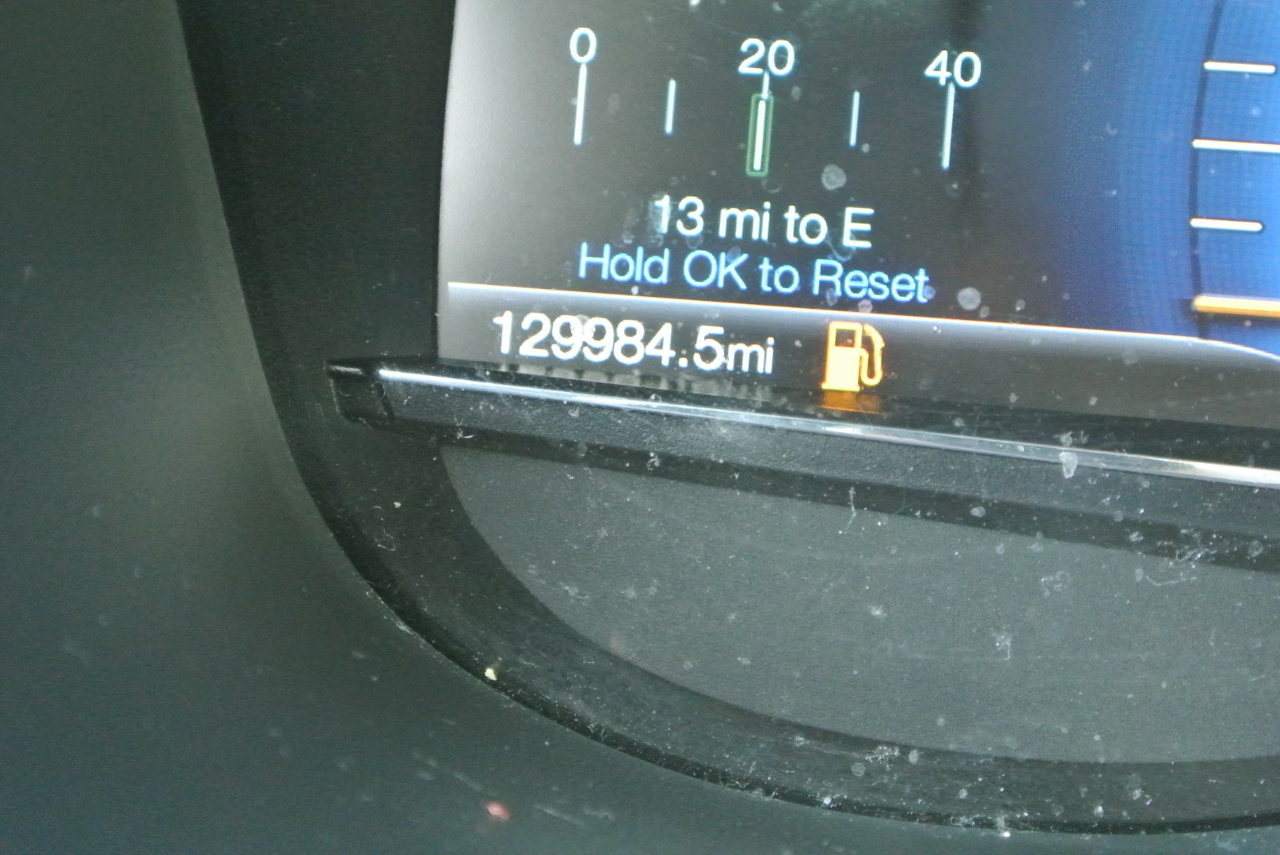 0 20 40
13 mi to E
Hold OK to Reset
129984.5mi